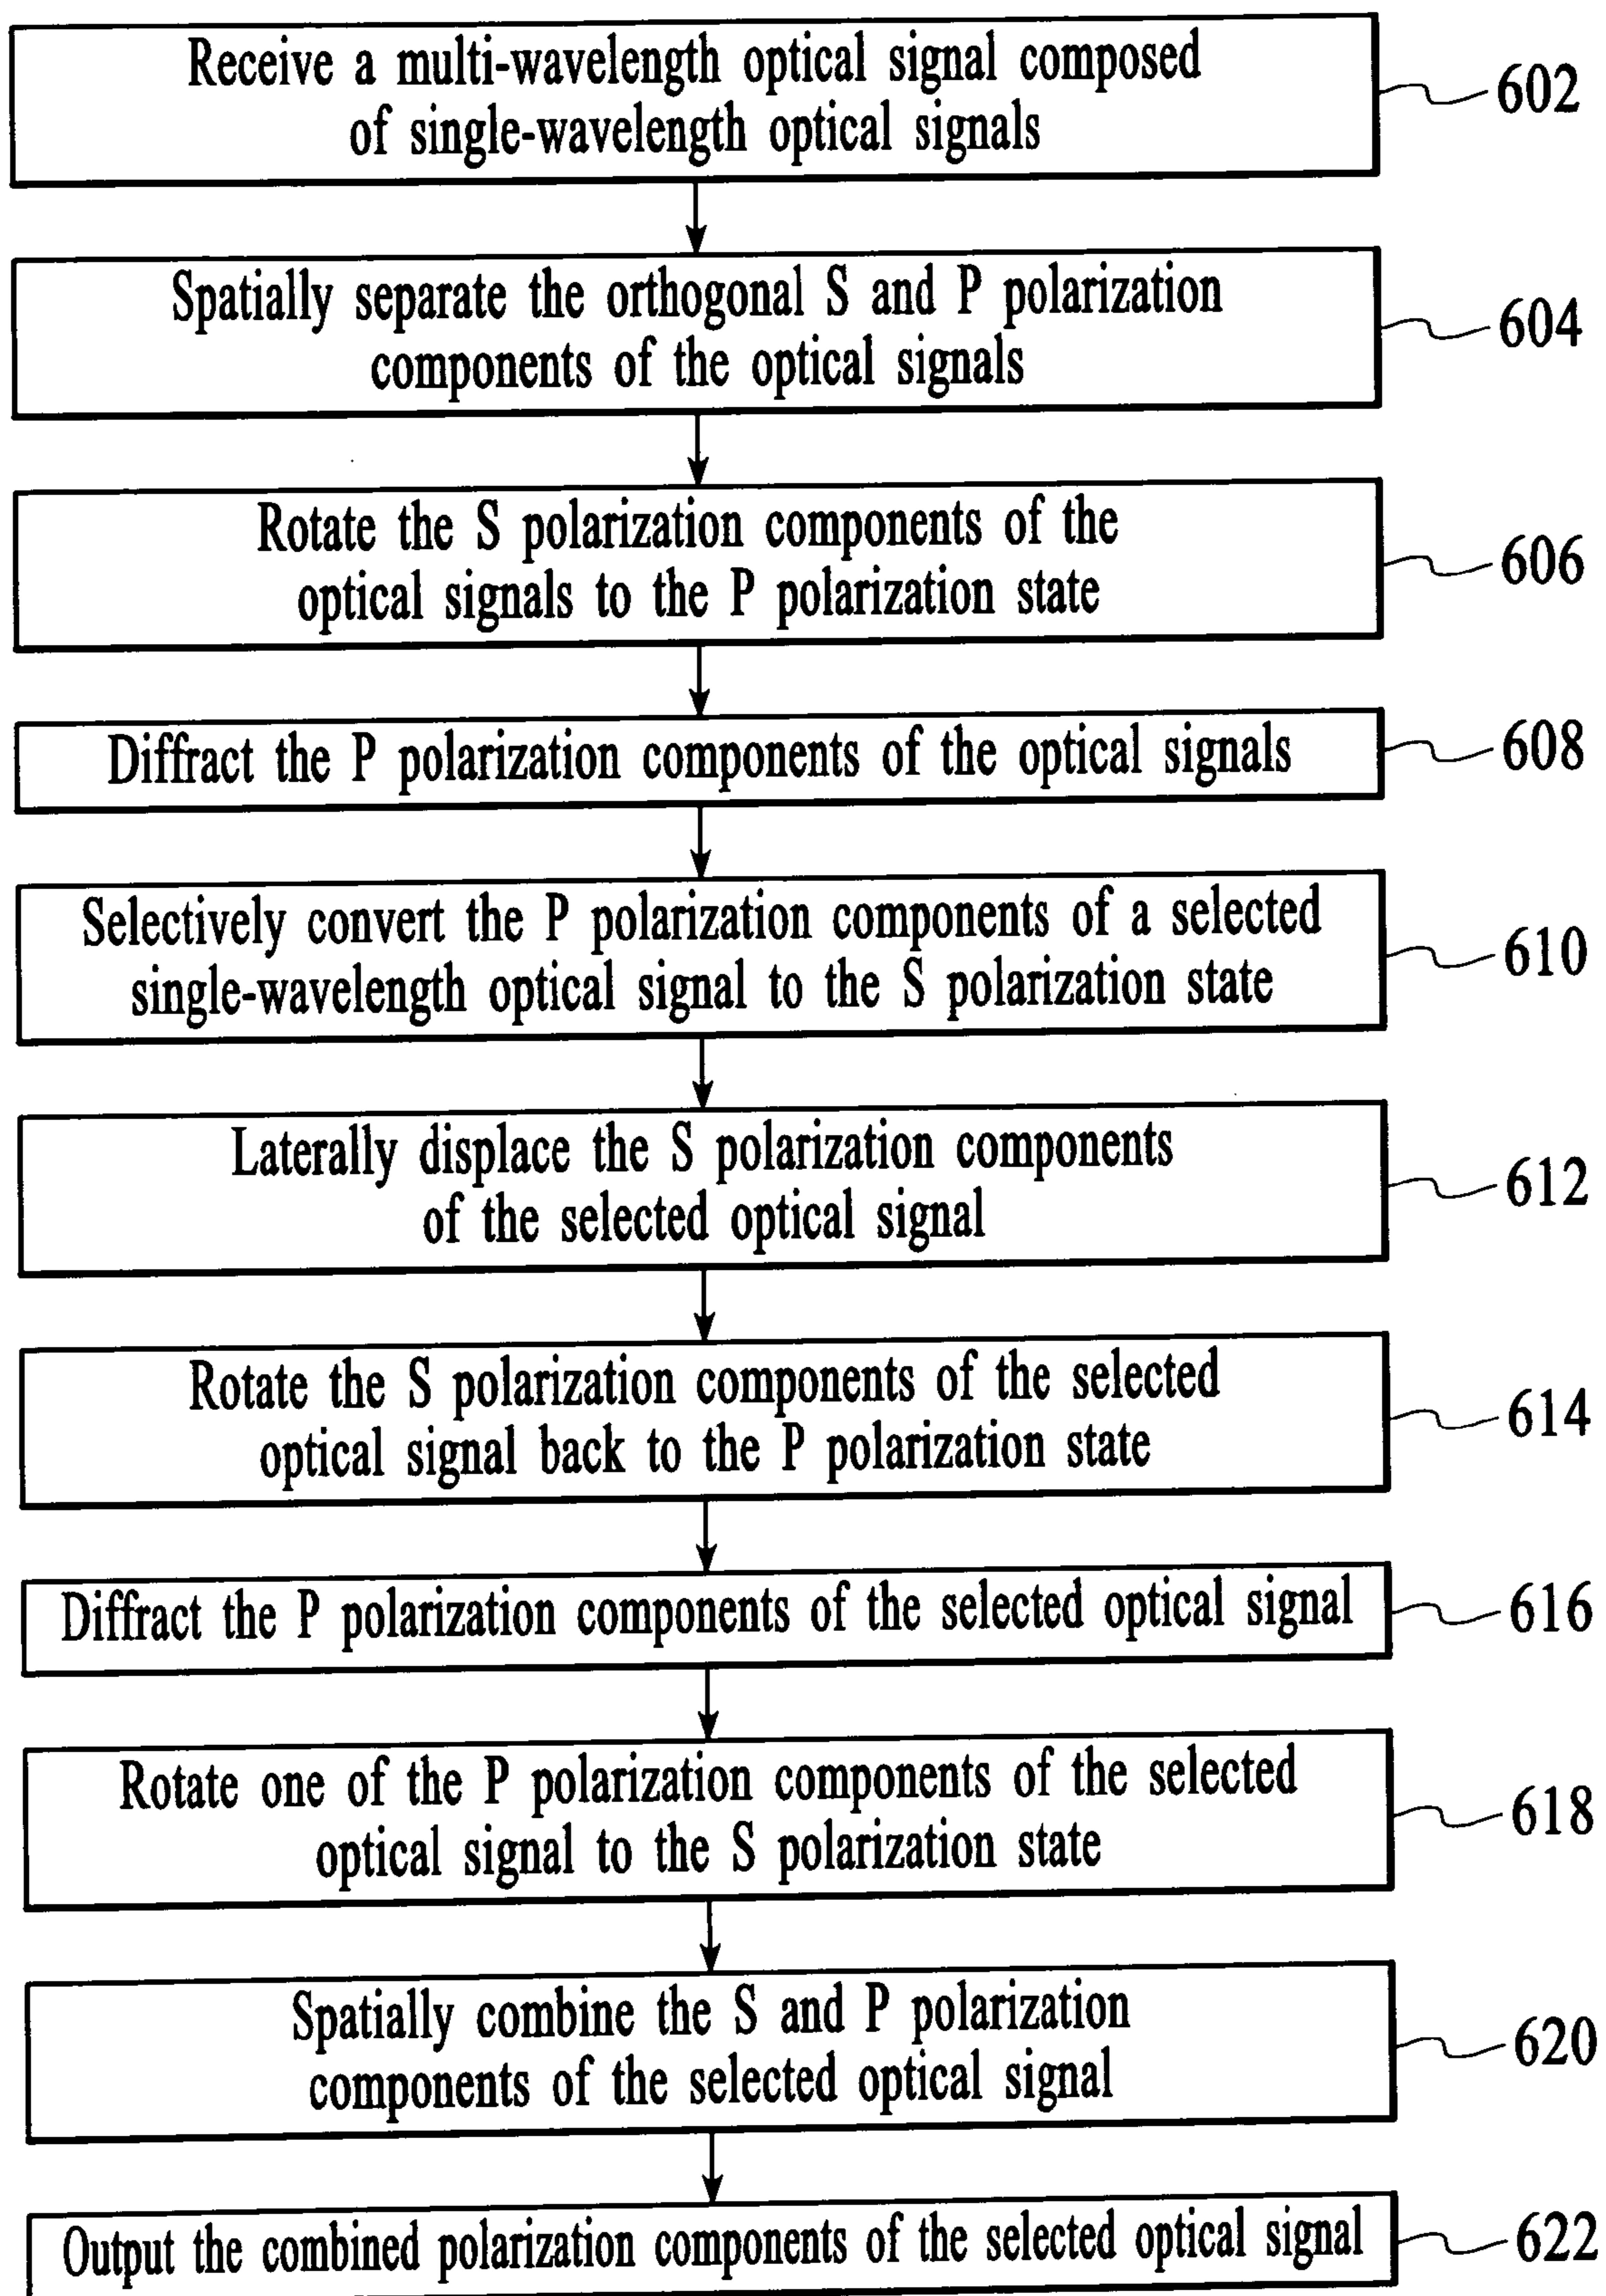 Receive a multi-wavelength optical signal composed
of single-wavelength optical signals
602
Spatially separate the orthogonal S and P polarization
components of the optical signals
604
Rotate the S polarization components of the
optical signals to the P polarization state
606
Diffract the P polarization components of the optical signals
608
Selectively convert the P polarization components of a selected
single-wavelength optical signal to the S polarization state
610
Laterally displace the S polarization components
of the selected optical signal
612
Rotate the S polarization components of the selected
optical signal back to the P polarization state
614
Diffract the P polarization components of the selected optical signal
616
Rotate one of the P polarization components of the selected
optical signal to the S polarization state
618
Spatially combine the S and P polarization
components of the selected optical signal
620
Output the combined polarization components of the selected optical signal
622